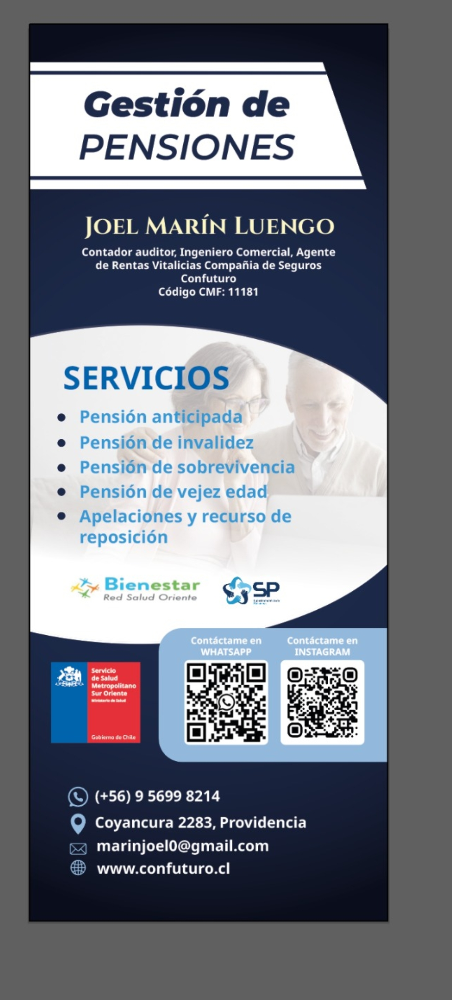 Gestión de
PENSIONES
JOEL MARÍN LUENGO
Contador auditor, Ingeniero Comercial, Agente
de Rentas Vitalicias Compañia de Seguros
Confuturo
Código CMF: 11181
SERVICIOS
• Pensión anticipada
• Pensión de invalidez
• Pensión de sobrevivencia
• Pensión de vejez edad
• Apelaciones y recurso de
reposición
Bienestar
Red Salud Oriente
SP
Contáctame en
WHATSAPP
Contáctame en
INSTAGRAM
Servicio
de Salud
Metropolitano
Sur Oriente
Ministerio de Salud
Gobierno de Chile
(+56) 9 5699 8214
Coyancura 2283, Providencia
marinjoel0@gmail.com
www.confuturo.cl